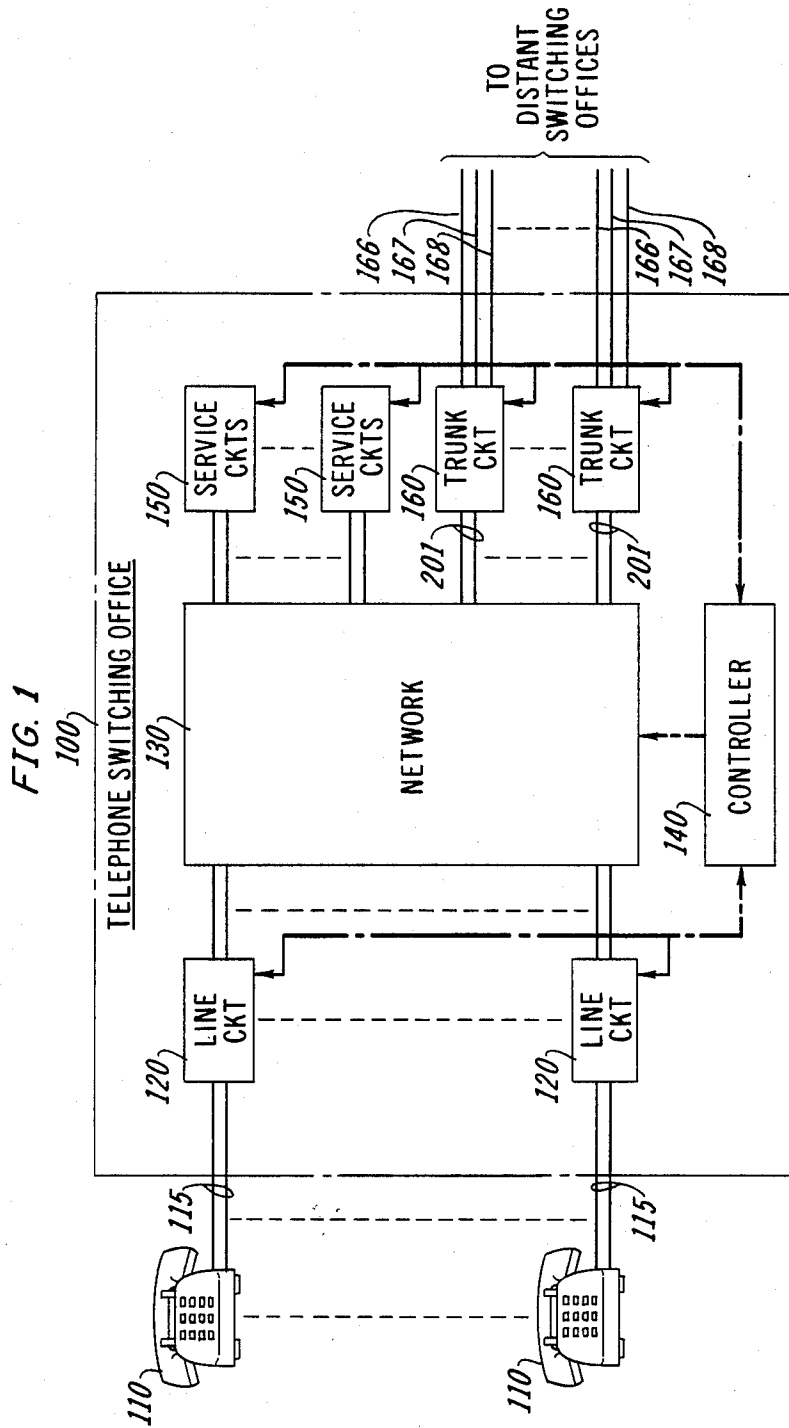 FIG. 1
100
TELEPHONE SWITCHING OFFICE
110
115
120
LINE
CKT
130
NETWORK
150
SERVICE
CKTS
150
SERVICE
CKTS
201
160
TRUNK
CKT
166
167
168
TO
DISTANT
SWITCHING
OFFICES
110
115
120
LINE
CKT
201
160
TRUNK
CKT
166
167
168
140
CONTROLLER